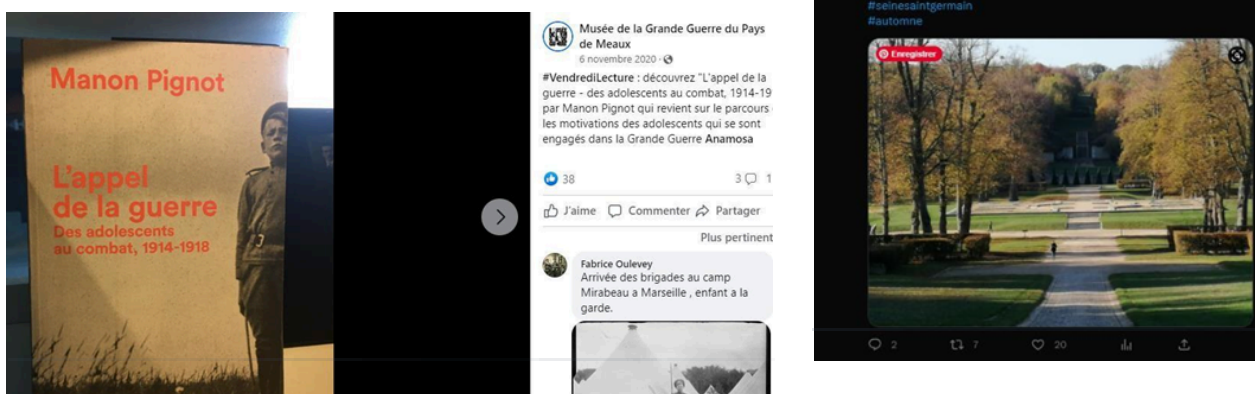 Manon Pignot
L'appel
de la guerre
Des adolescents
au combat, 1914-1918
Musée de la Grande Guerre du Pays
de Meaux
6 novembre 2020 ·
#VendrediLecture : découvrez "L'appel de la
guerre - des adolescents au combat, 1914-19
par Manon Pignot qui revient sur le parcours
les motivations des adolescents qui se sont
engagés dans la Grande Guerre Anamosa
38
3
1
J'aime
Commenter
Partager
Plus pertinent
Fabrice Oulevey
Arrivée des brigades au camp
Mirabeau a Marseille , enfant a la
garde.
#seinesaintgermain
#automne
Enregistrer
2
7
20